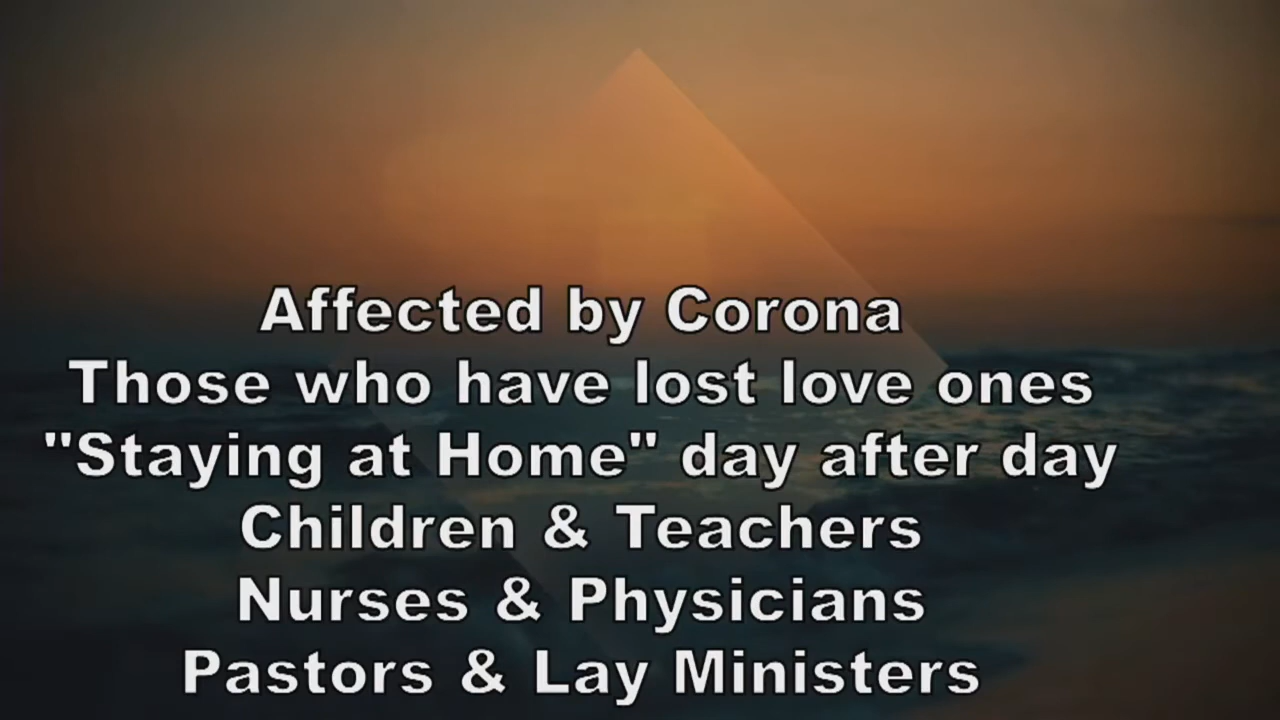 Affected by Corona
Those who have lost love ones
"Staying at Home" day after day
Children & Teachers
Nurses & Physicians
Pastors & Lay Ministers